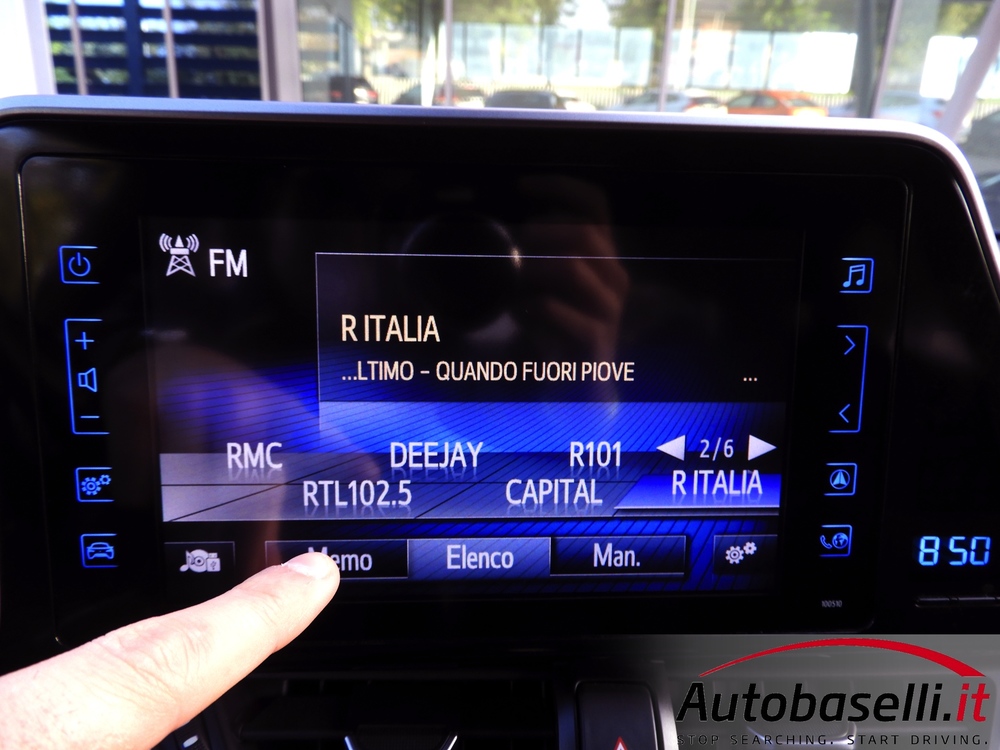 FM
R ITALIA
...LTIMO - QUANDO FUORI PIOVE ...
RMC DEEJAY R101 2/6
RTL102.5 CAPITAL R ITALIA
Memo Elenco Man.
8:50
100510
Autobaselli.it
STOP SEARCHING. START DRIVING.